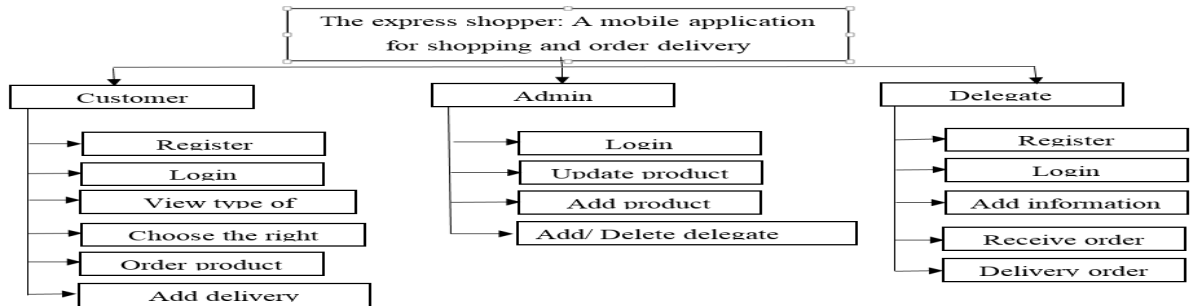 The express shopper: A mobile application
for shopping and order delivery
Customer
Admin
Delegate
Register
Login
View type of
Choose the right
Order product
Add delivery
Login
Update product
Add product
Add/ Delete delegate
Register
Login
Add information
Receive order
Delivery order